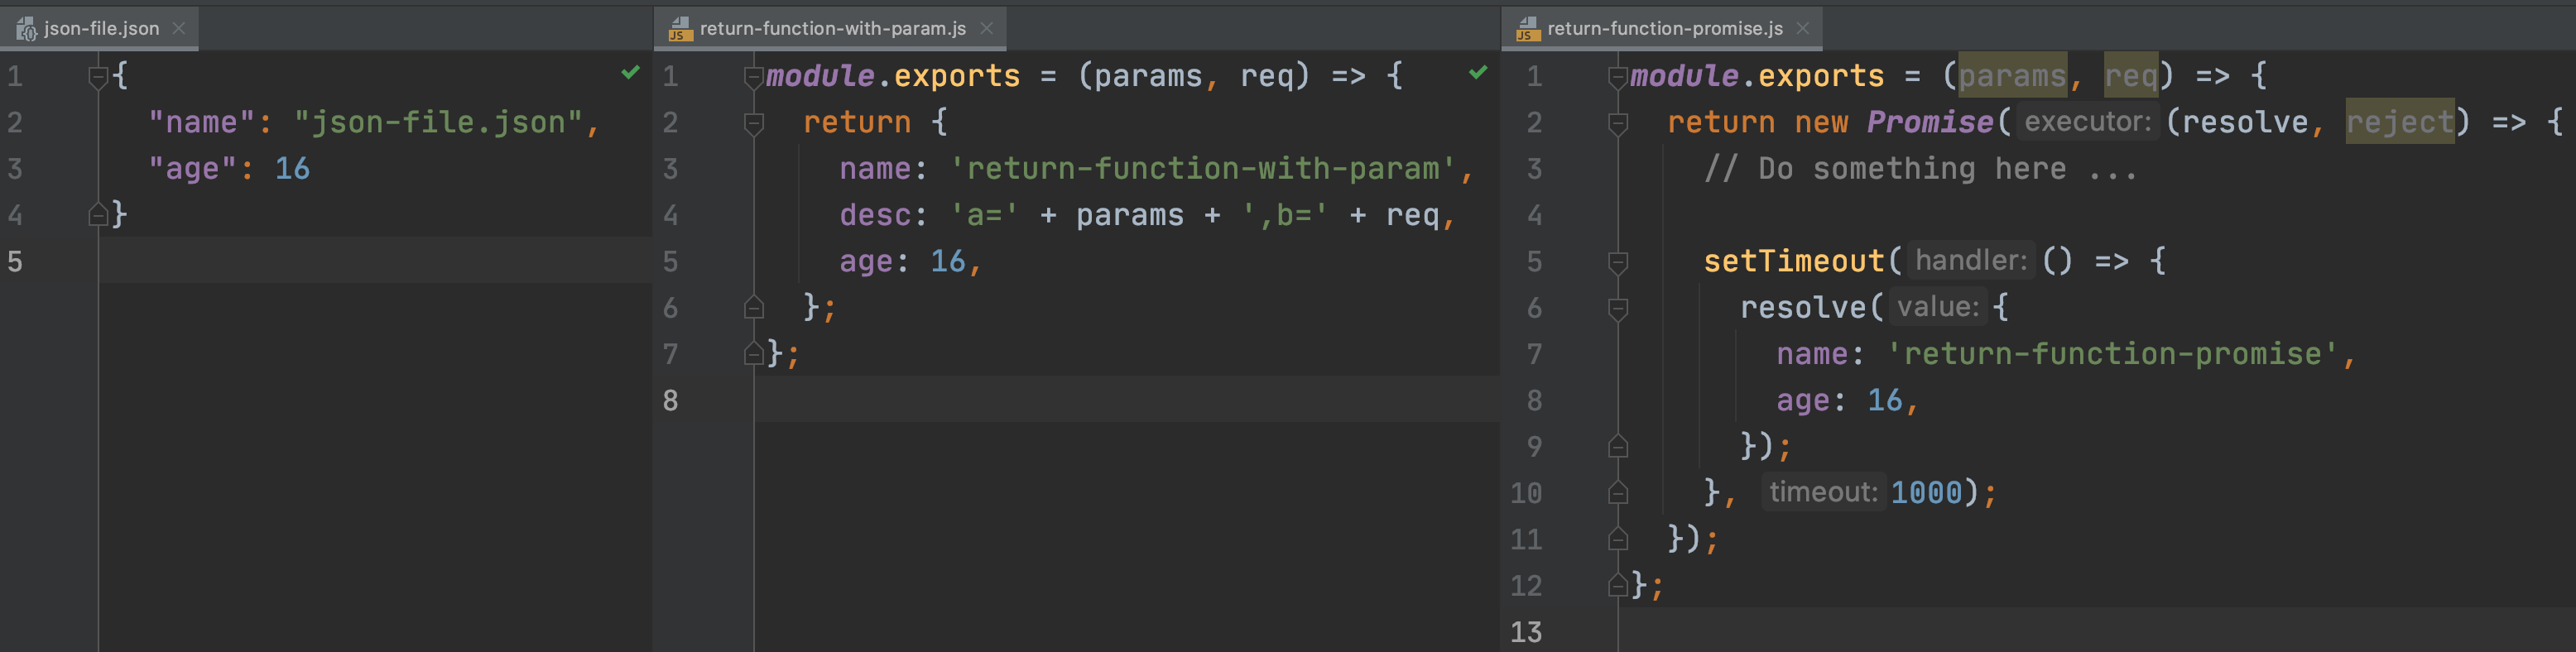 json-file.json
1 {
2 "name": "json-file.json",
3 "age": 16
4 }
5
JS return-function-with-param.js
1 module.exports = (params, req) => {
2 return {
3 name: 'return-function-with-param',
4 desc: 'a=' + params + ',b=' + req,
5 age: 16,
6 };
7 };
8
JS return-function-promise.js
1 module.exports = (params, req) => {
2 return new Promise( executor: (resolve, reject) => {
3 // Do something here ...
4
5 setTimeout( handler: () => {
6 resolve( value: {
7 name: 'return-function-promise',
8 age: 16,
9 });
10 }, timeout: 1000);
11 });
12 };
13